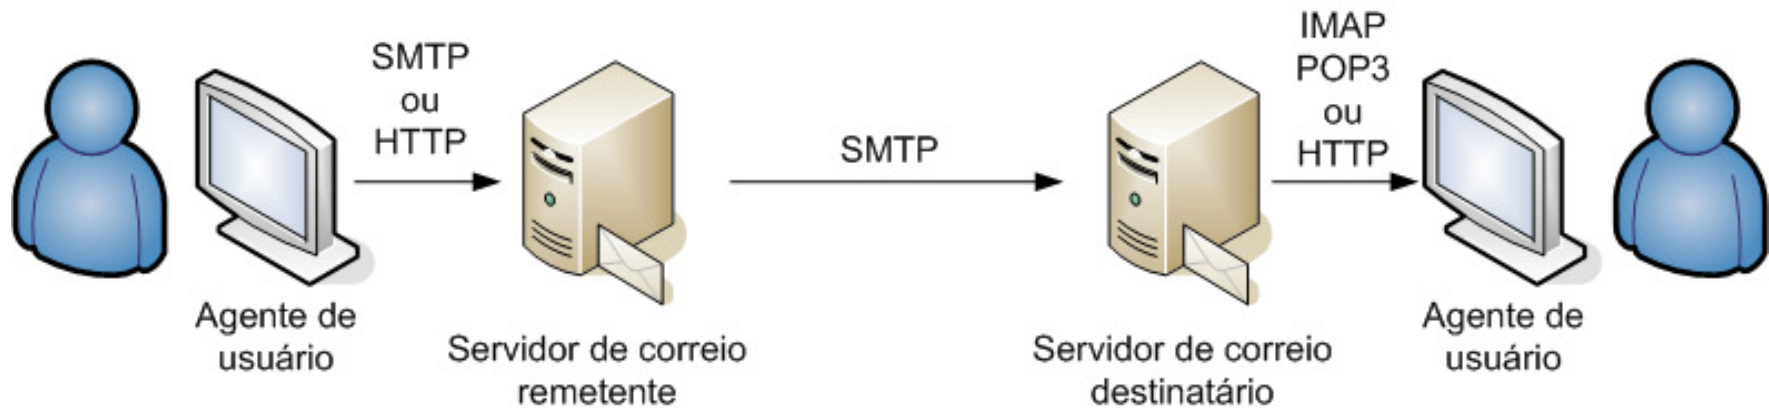 SMTP
ou
HTTP
SMTP
IMAP
POP3
ou
HTTP
Agente de
usuário
Servidor de correio
remetente
Servidor de correio
destinatário
Agente de
usuário